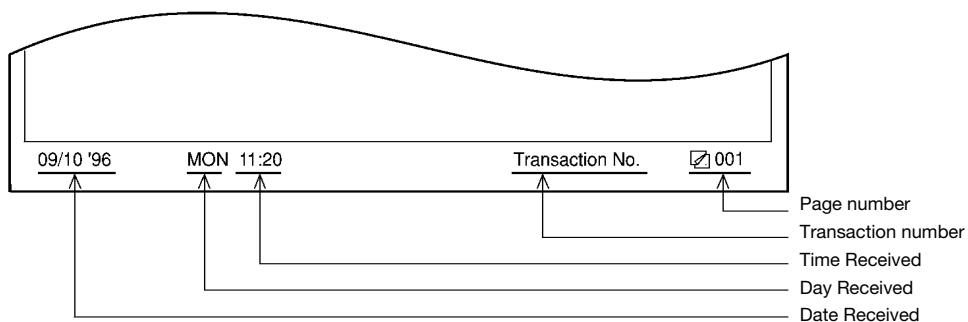 09/10 '96 MON 11:20 Transaction No. 001
Page number
Transaction number
Time Received
Day Received
Date Received